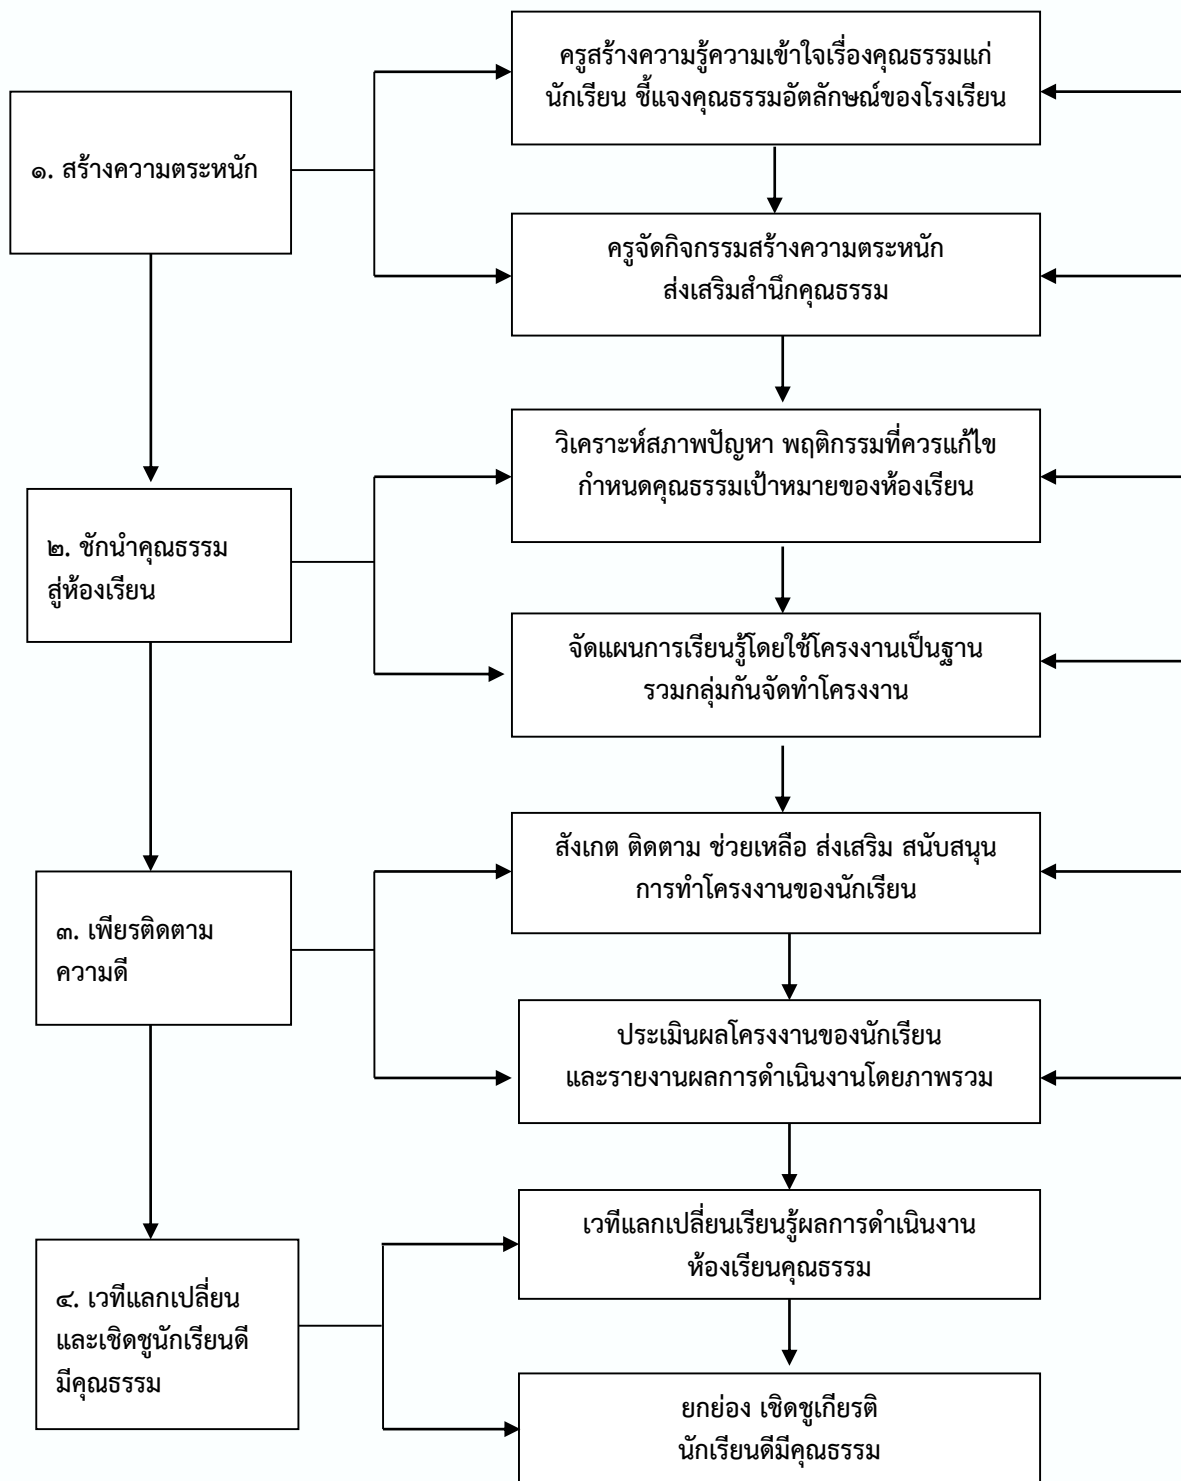 ครูสร้างความรู้ความเข้าใจเรื่องคุณธรรมแก่
นักเรียน ชี้แจงคุณธรรมอัตลักษณ์ของโรงเรียน
๑. สร้างความตระหนัก
ครูจัดกิจกรรมสร้างความตระหนัก
ส่งเสริมสำนึกคุณธรรม
วิเคราะห์สภาพปัญหา พฤติกรรมที่ควรแก้ไข
กำหนดคุณธรรมเป้าหมายของห้องเรียน
๒. ชักนำคุณธรรม
สู่ห้องเรียน
จัดแผนการเรียนรู้โดยใช้โครงงานเป็นฐาน
รวมกลุ่มกันจัดทำโครงงาน
สังเกต ติดตาม ช่วยเหลือ ส่งเสริม สนับสนุน
การทำโครงงานของนักเรียน
๓. เพียรติดตาม
ความดี
ประเมินผลโครงงานของนักเรียน
และรายงานผลการดำเนินงานโดยภาพรวม
เวทีแลกเปลี่ยนเรียนรู้ผลการดำเนินงาน
ห้องเรียนคุณธรรม
๔. เวทีแลกเปลี่ยน
และเชิดชูนักเรียนดี
มีคุณธรรม
ยกย่อง เชิดชูเกียรติ
นักเรียนดีมีคุณธรรม